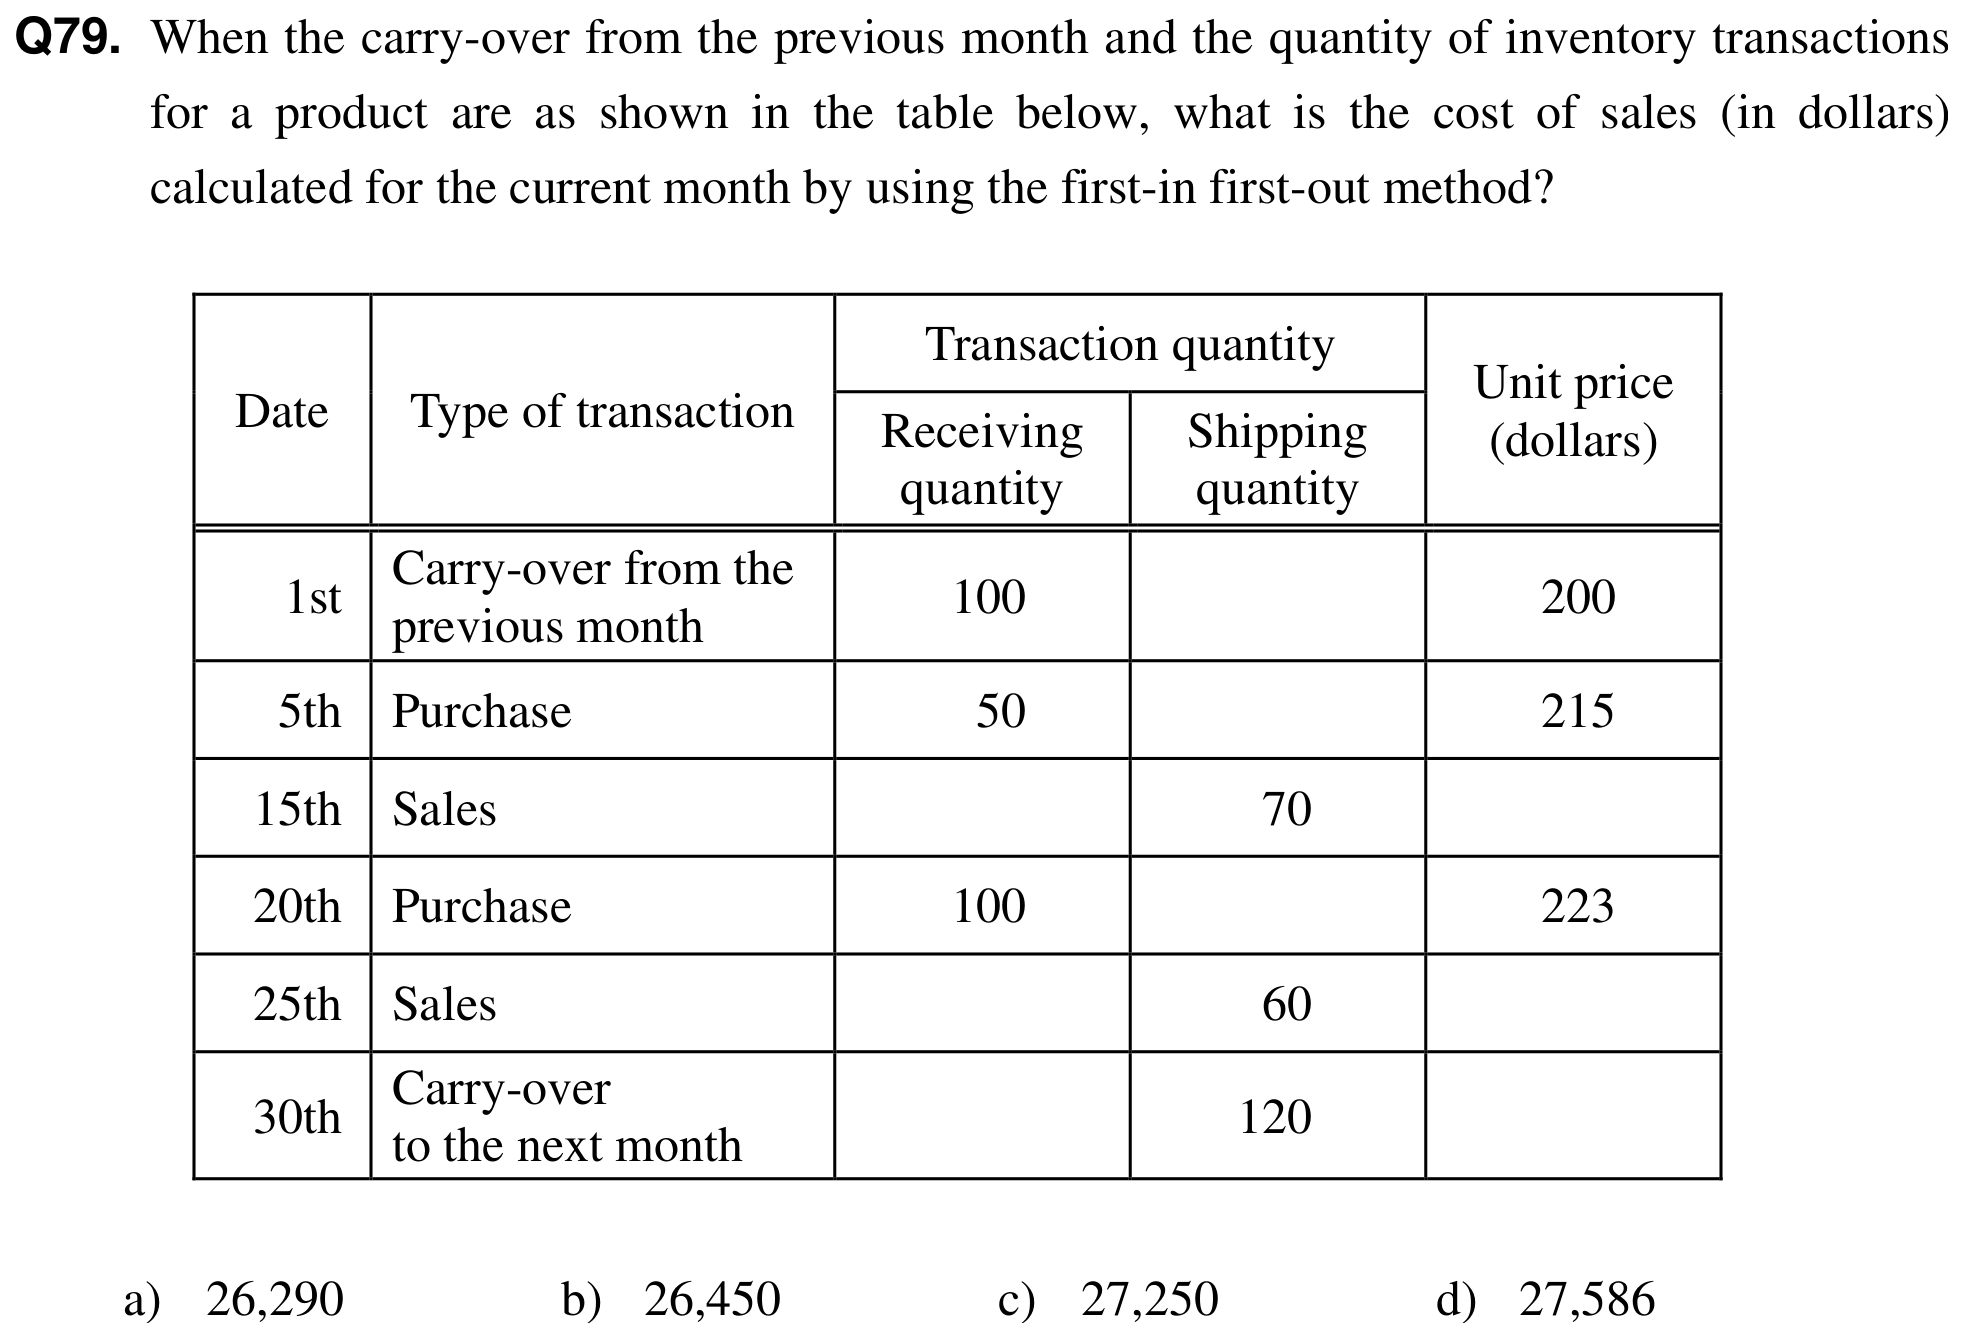 Q79. When the carry-over from the previous month and the quantity of inventory transactions
for a product are as shown in the table below, what is the cost of sales (in dollars)
calculated for the current month by using the first-in first-out method?
Date Type of transaction Transaction quantity Unit price
(dollars)
Receiving
quantity Shipping
quantity
1st Carry-over from the
previous month 100 200
5th Purchase 50 215
15th Sales 70
20th Purchase 100 223
25th Sales 60
30th Carry-over
to the next month 120
a) 26,290 b) 26,450 c) 27,250 d) 27,586